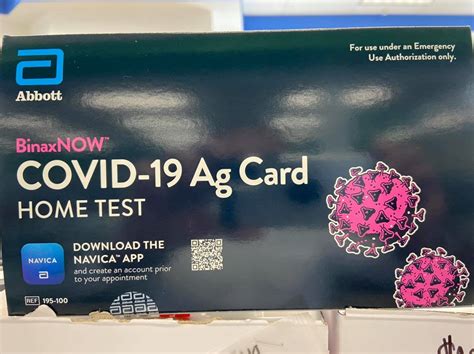 Abbott
For use under an Emergency
Use Authorization only.
BinaxNOW™
COVID-19 Ag Card
HOME TEST
NAVICA
DOWNLOAD THE
NAVICA™ APP
and create an account prior
to your appointment
REF 195-100